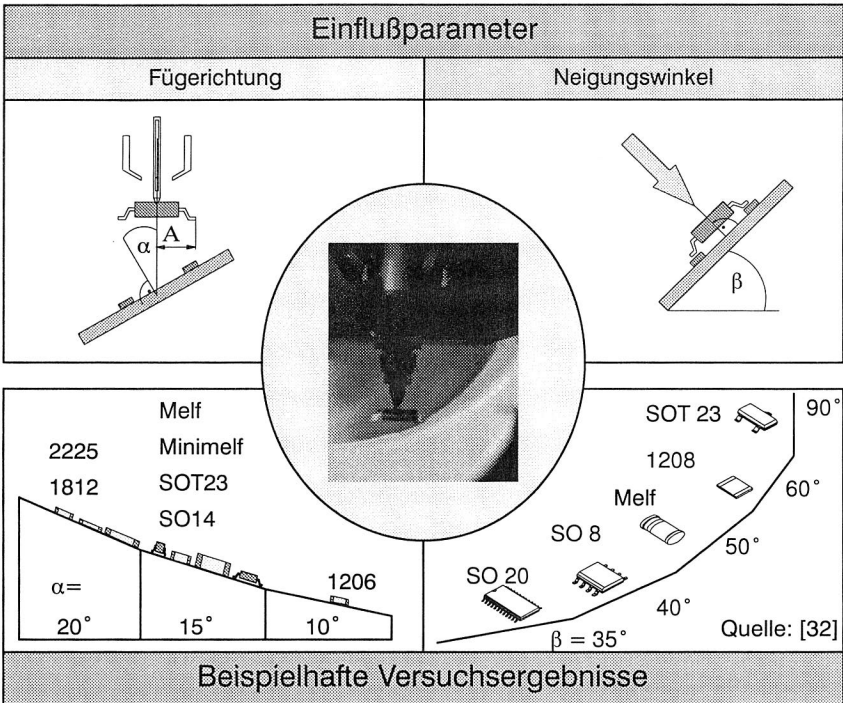 Einflußparameter
Fügerichtung
Neigungswinkel
α
A
β
Melf
2225
Minimelf
1812
SOT23
SO14
1206
α=
20°
15°
10°
SOT 23
90°
1208
60°
Melf
50°
SO 8
SO 20
40°
β = 35°
Quelle: [32]
Beispielhafte Versuchsergebnisse